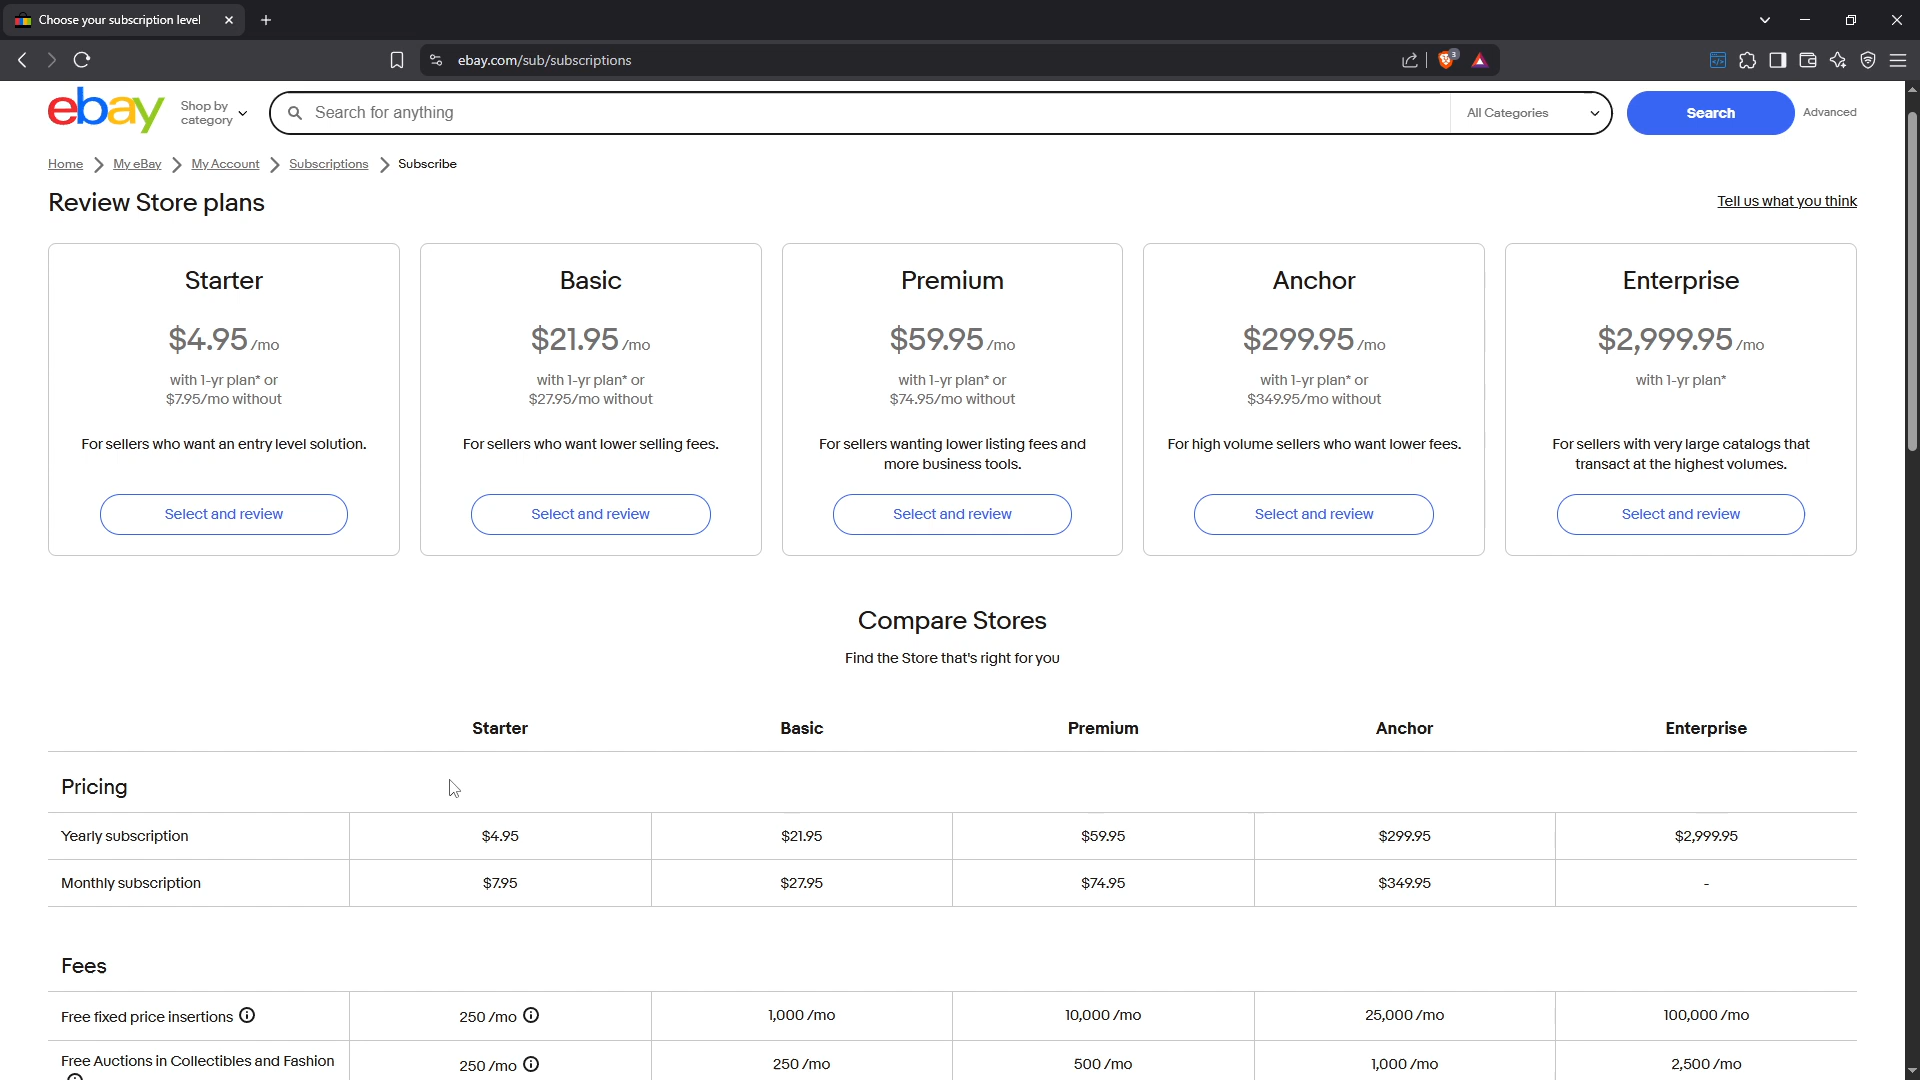 Choose your subscription level
ebay.com/sub/subscriptions
3
ebay
Shop by
category
Search for anything
All Categories
Search
Advanced
Home
My eBay
My Account
Subscriptions
Subscribe
Review Store plans
Tell us what you think
Starter
$4.95 /mo
with 1-yr plan* or
$7.95/mo without
For sellers who want an entry level solution.
Select and review
Basic
$21.95 /mo
with 1-yr plan* or
$27.95/mo without
For sellers who want lower selling fees.
Select and review
Premium
$59.95 /mo
with 1-yr plan* or
$74.95/mo without
For sellers wanting lower listing fees and
more business tools.
Select and review
Anchor
$299.95 /mo
with 1-yr plan* or
$349.95/mo without
For high volume sellers who want lower fees.
Select and review
Enterprise
$2,999.95 /mo
with 1-yr plan*
For sellers with very large catalogs that
transact at the highest volumes.
Select and review
Compare Stores
Find the Store that's right for you
Starter Basic Premium Anchor Enterprise
Pricing
Yearly subscription $4.95 $21.95 $59.95 $299.95 $2,999.95
Monthly subscription $7.95 $27.95 $74.95 $349.95 -
Fees
Free fixed price insertions 250 /mo 1,000 /mo 10,000 /mo 25,000 /mo 100,000 /mo
Free Auctions in Collectibles and Fashion 250 /mo 250 /mo 500 /mo 1,000 /mo 2,500 /mo